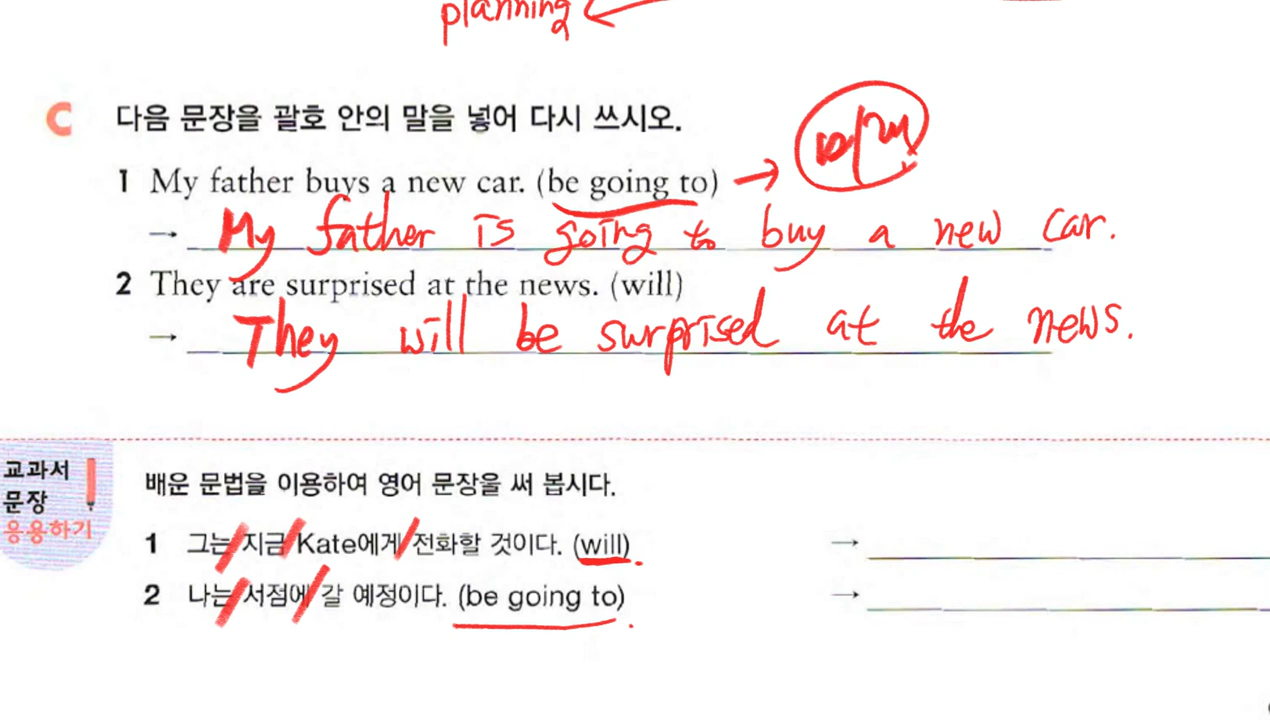 planning
C 다음 문장을 괄호 안의 말을 넣어 다시 쓰시오.
1 My father buys a new car. (be going to) →
→ My father is going to buy a new car.
2 They are surprised at the news. (will)
→ They will be surprised at the news.
교과서
문장
응용하기
배운 문법을 이용하여 영어 문장을 써 봅시다.
1 그는/지금/Kate에게/전화할 것이다. (will). →
2 나는/서점에/갈 예정이다. (be going to). →